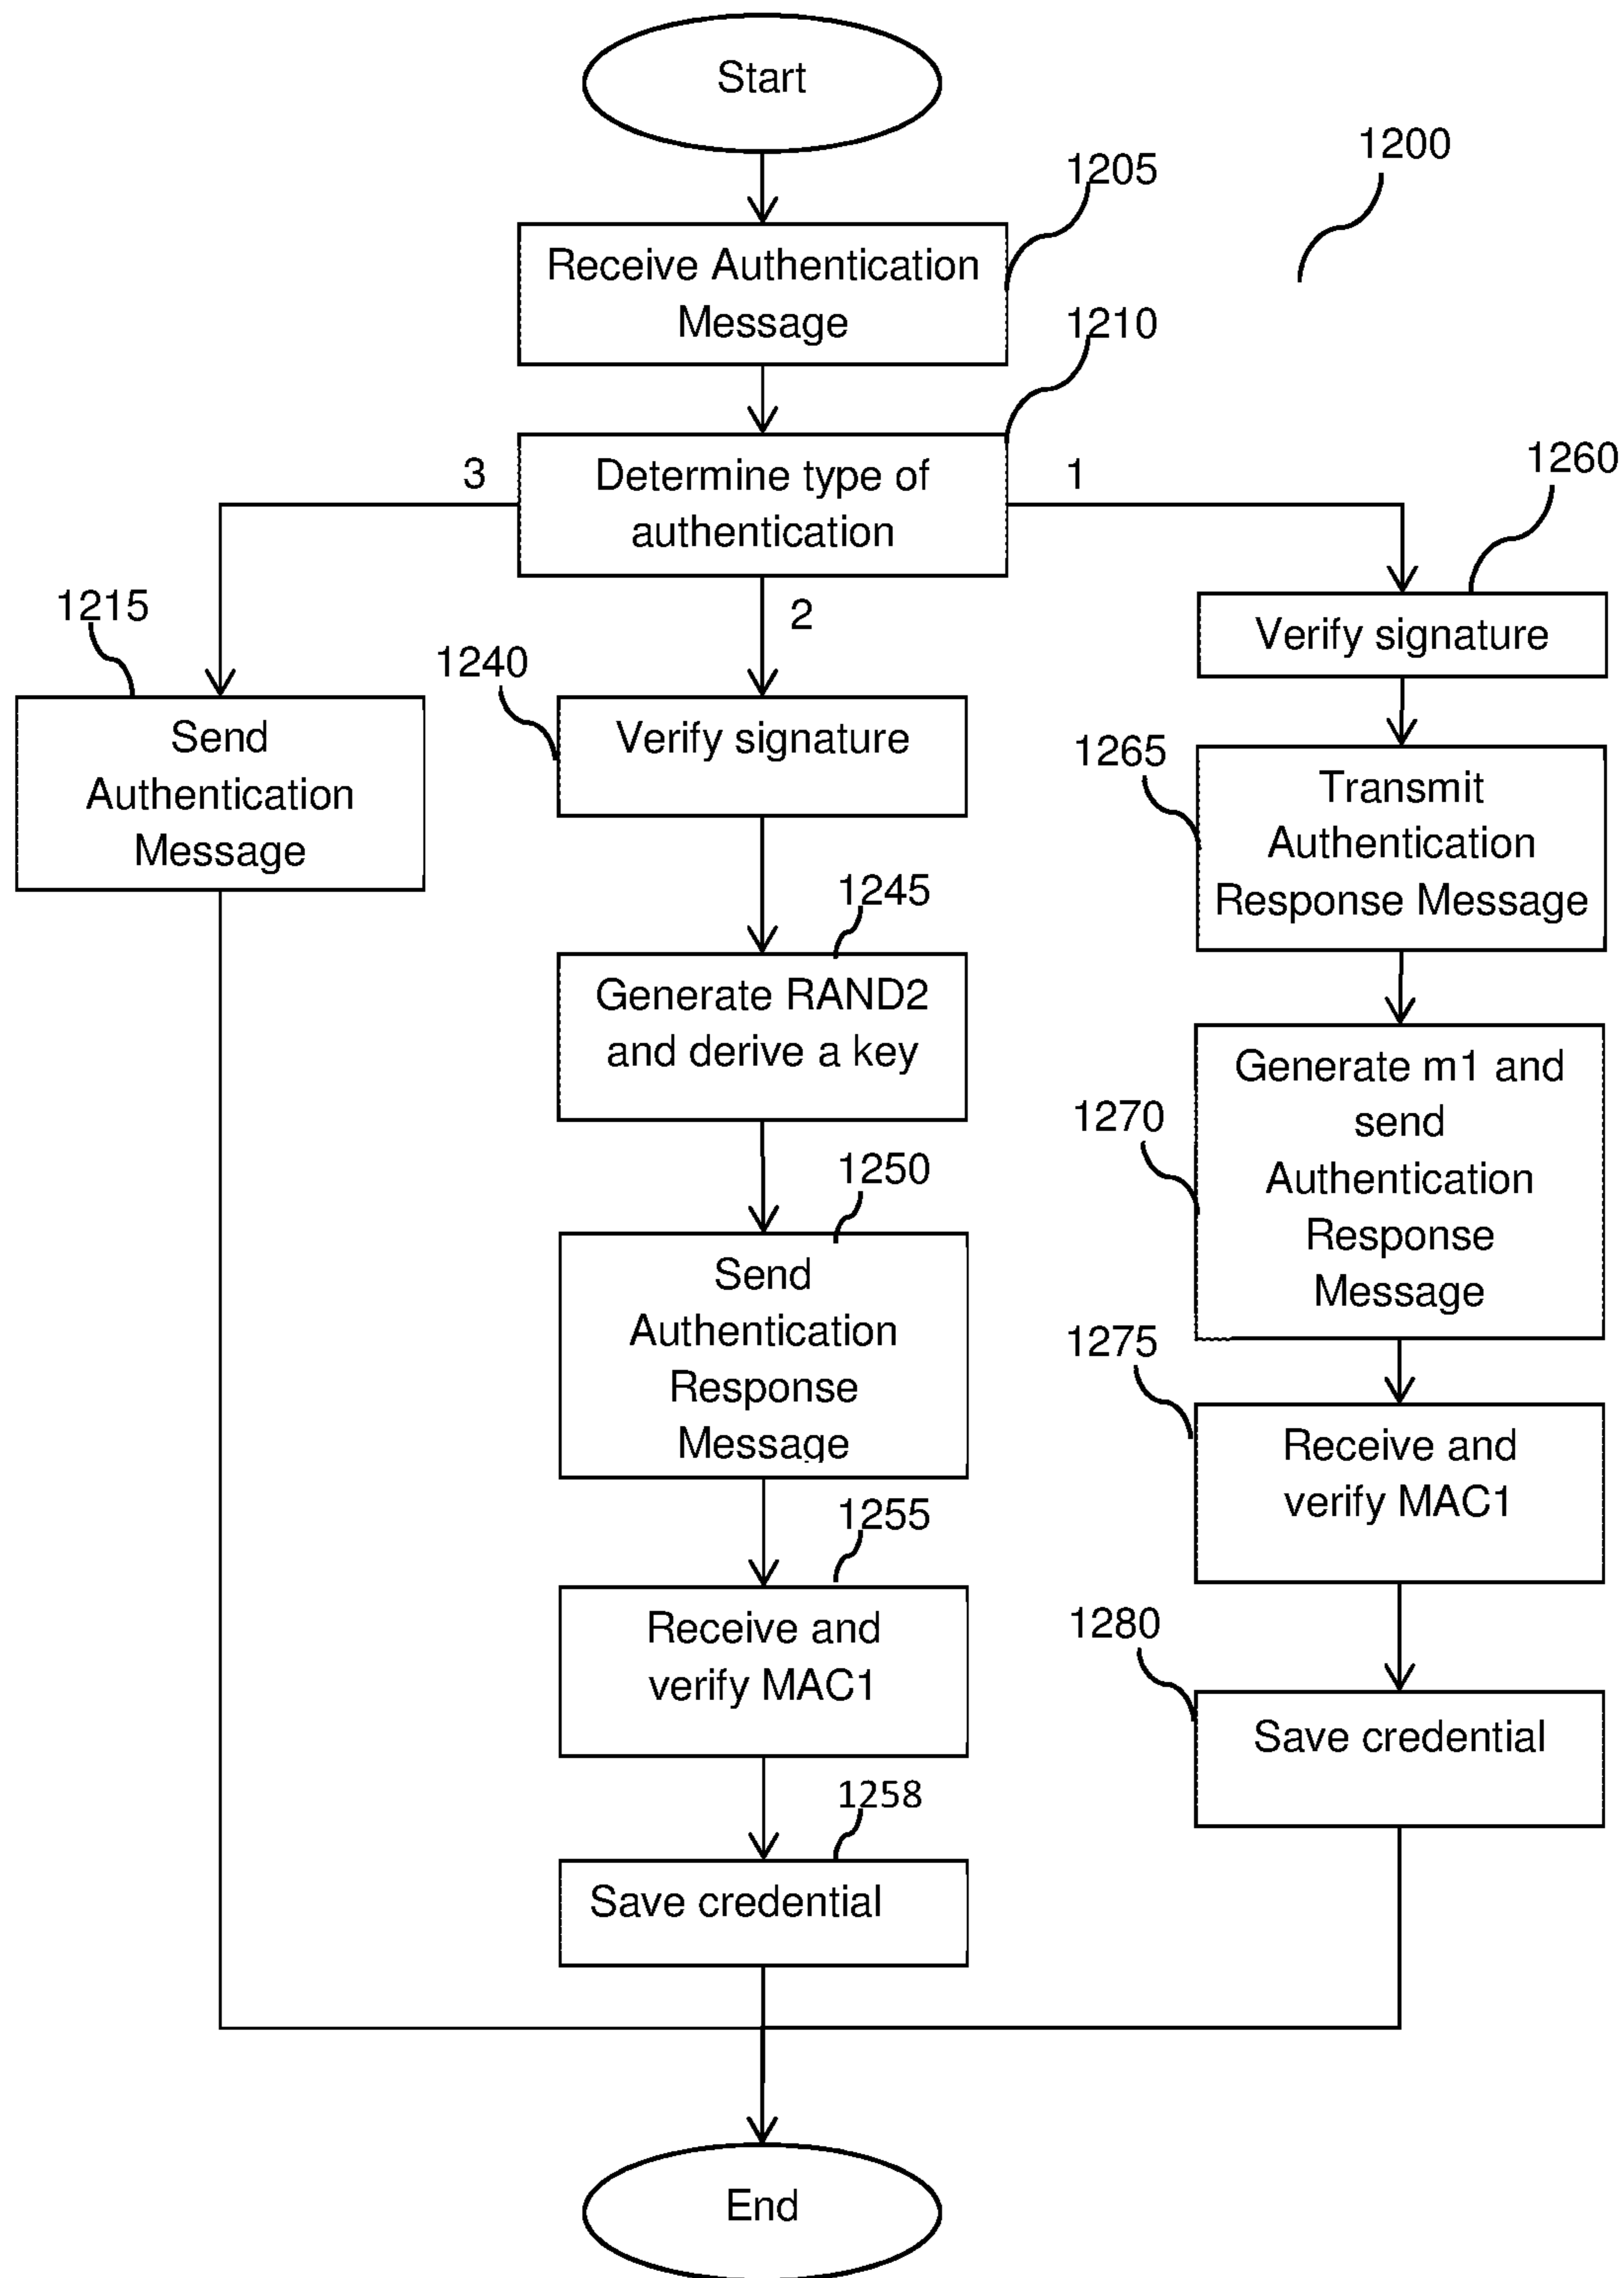 Start
1200
1205
Receive Authentication
Message
1210
Determine type of
authentication
3
1
2
1260
Verify signature
1215
Send
Authentication
Message
1240
Verify signature
1265
Transmit
Authentication
Response Message
1245
Generate RAND2
and derive a key
1270
Generate m1 and
send
Authentication
Response
Message
1250
Send
Authentication
Response
Message
1275
Receive and
verify MAC1
1255
Receive and
verify MAC1
1280
Save credential
1258
Save credential
End